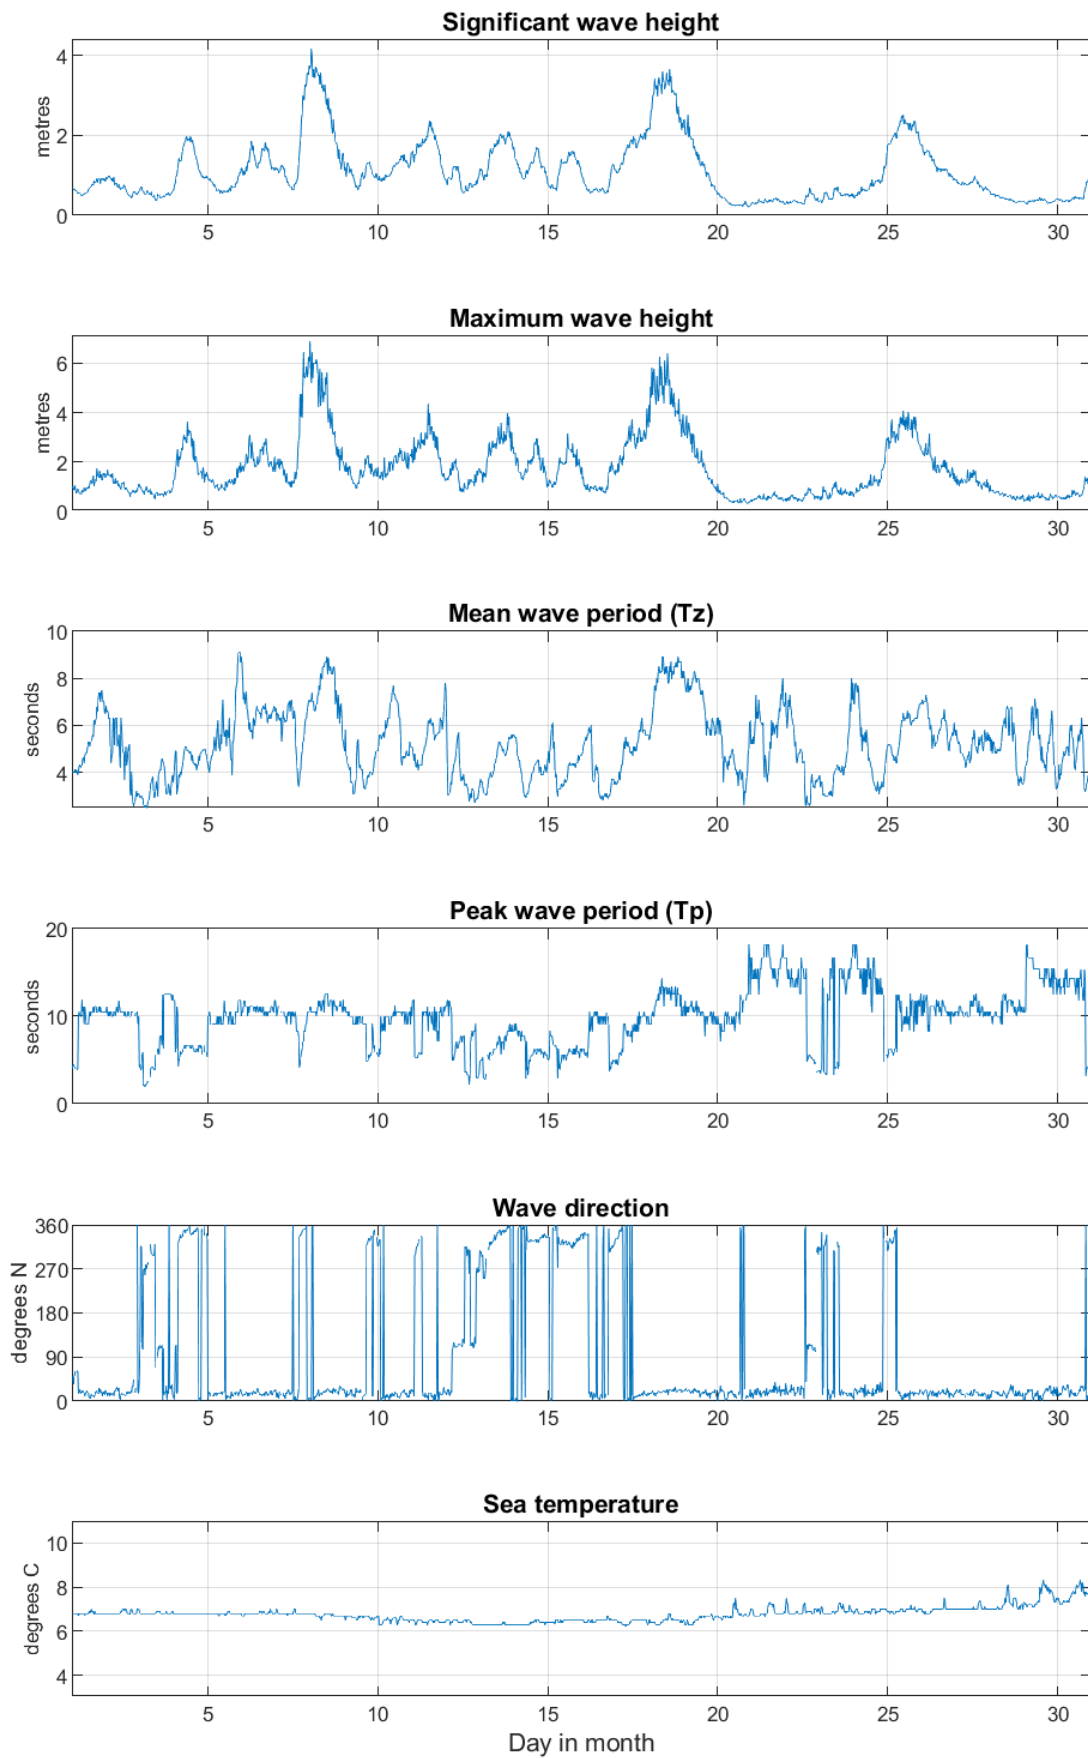 Significant wave height
metres
4
2
0
5 10 15 20 25 30
Maximum wave height
metres
6
4
2
0
5 10 15 20 25 30
Mean wave period (Tz)
seconds
10
8
6
4
5 10 15 20 25 30
Peak wave period (Tp)
seconds
20
10
0
5 10 15 20 25 30
Wave direction
degrees N
360
270
180
90
0
5 10 15 20 25 30
Sea temperature
degrees C
10
8
6
4
5 10 15 20 25 30
Day in month